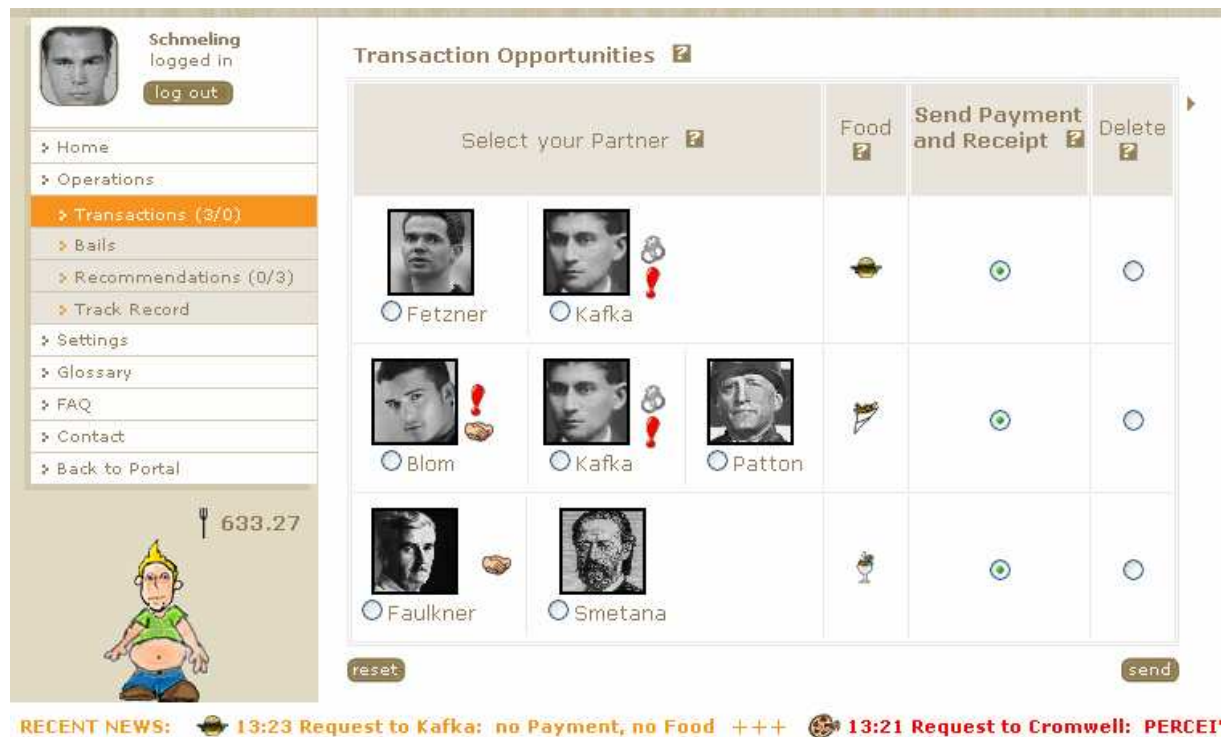 Schmeling
logged in
log out
Home
Operations
Transactions (3/0)
Bails
Recommendations (0/3)
Track Record
Settings
Glossary
FAQ
Contact
Back to Portal
633.27
Transaction Opportunities ?
Select your Partner ?
Food ?
Send Payment
and Receipt ?
Delete ?
Fetzner Kafka
Blom Kafka Patton
Faulkner Smetana
reset send
RECENT NEWS: 13:23 Request to Kafka: no Payment, no Food +++ 13:21 Request to Cromwell: PERCEI